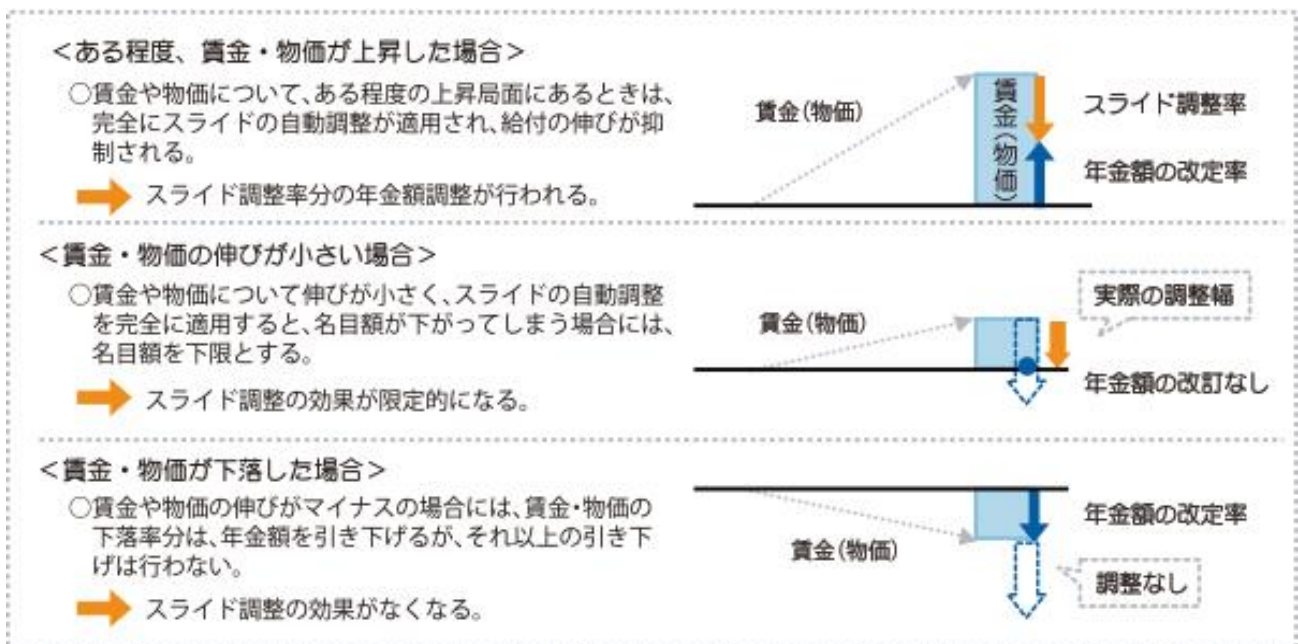 ＜ある程度、賃金・物価が上昇した場合＞
○賃金や物価について、ある程度の上昇局面にあるときは、
完全にスライドの自動調整が適用され、給付の伸びが抑
制される。
スライド調整率分の年金額調整が行われる。
賃金（物価）
賃金（物価）
スライド調整率
年金額の改定率
＜賃金・物価の伸びが小さい場合＞
○賃金や物価について伸びが小さく、スライドの自動調整
を完全に適用すると、名目額が下がってしまう場合には、
名目額を下限とする。
スライド調整の効果が限定的になる。
賃金（物価）
実際の調整幅
年金額の改訂なし
＜賃金・物価が下落した場合＞
○賃金や物価の伸びがマイナスの場合には、賃金・物価の
下落率分は、年金額を引き下げるが、それ以上の引き下
げは行わない。
スライド調整の効果がなくなる。
賃金（物価）
年金額の改定率
調整なし